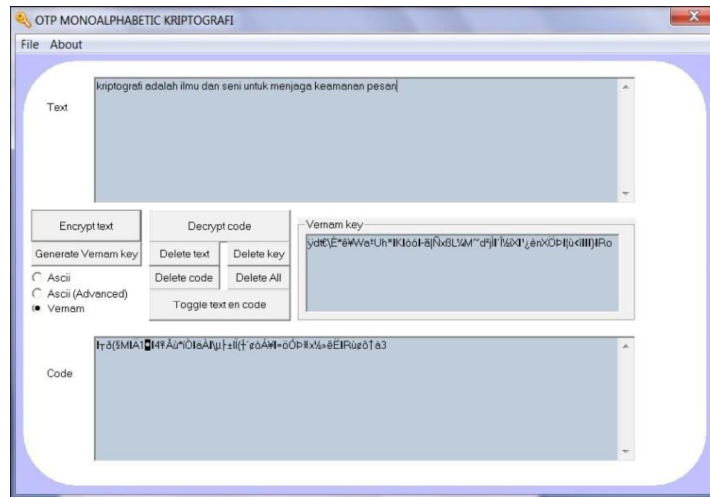 OTP MONOALPHABETIC KRIPTOGRAFI
File About
Text
kriptografi adalah ilmu dan seni untuk menjaga keamanan pesan
Encrypt text
Decrypt code
Vernam key
Generate Vernam key
Delete text
Delete key
Ascii
Delete code
Delete All
Ascii (Advanced)
Toggle text en code
Vernam
Code